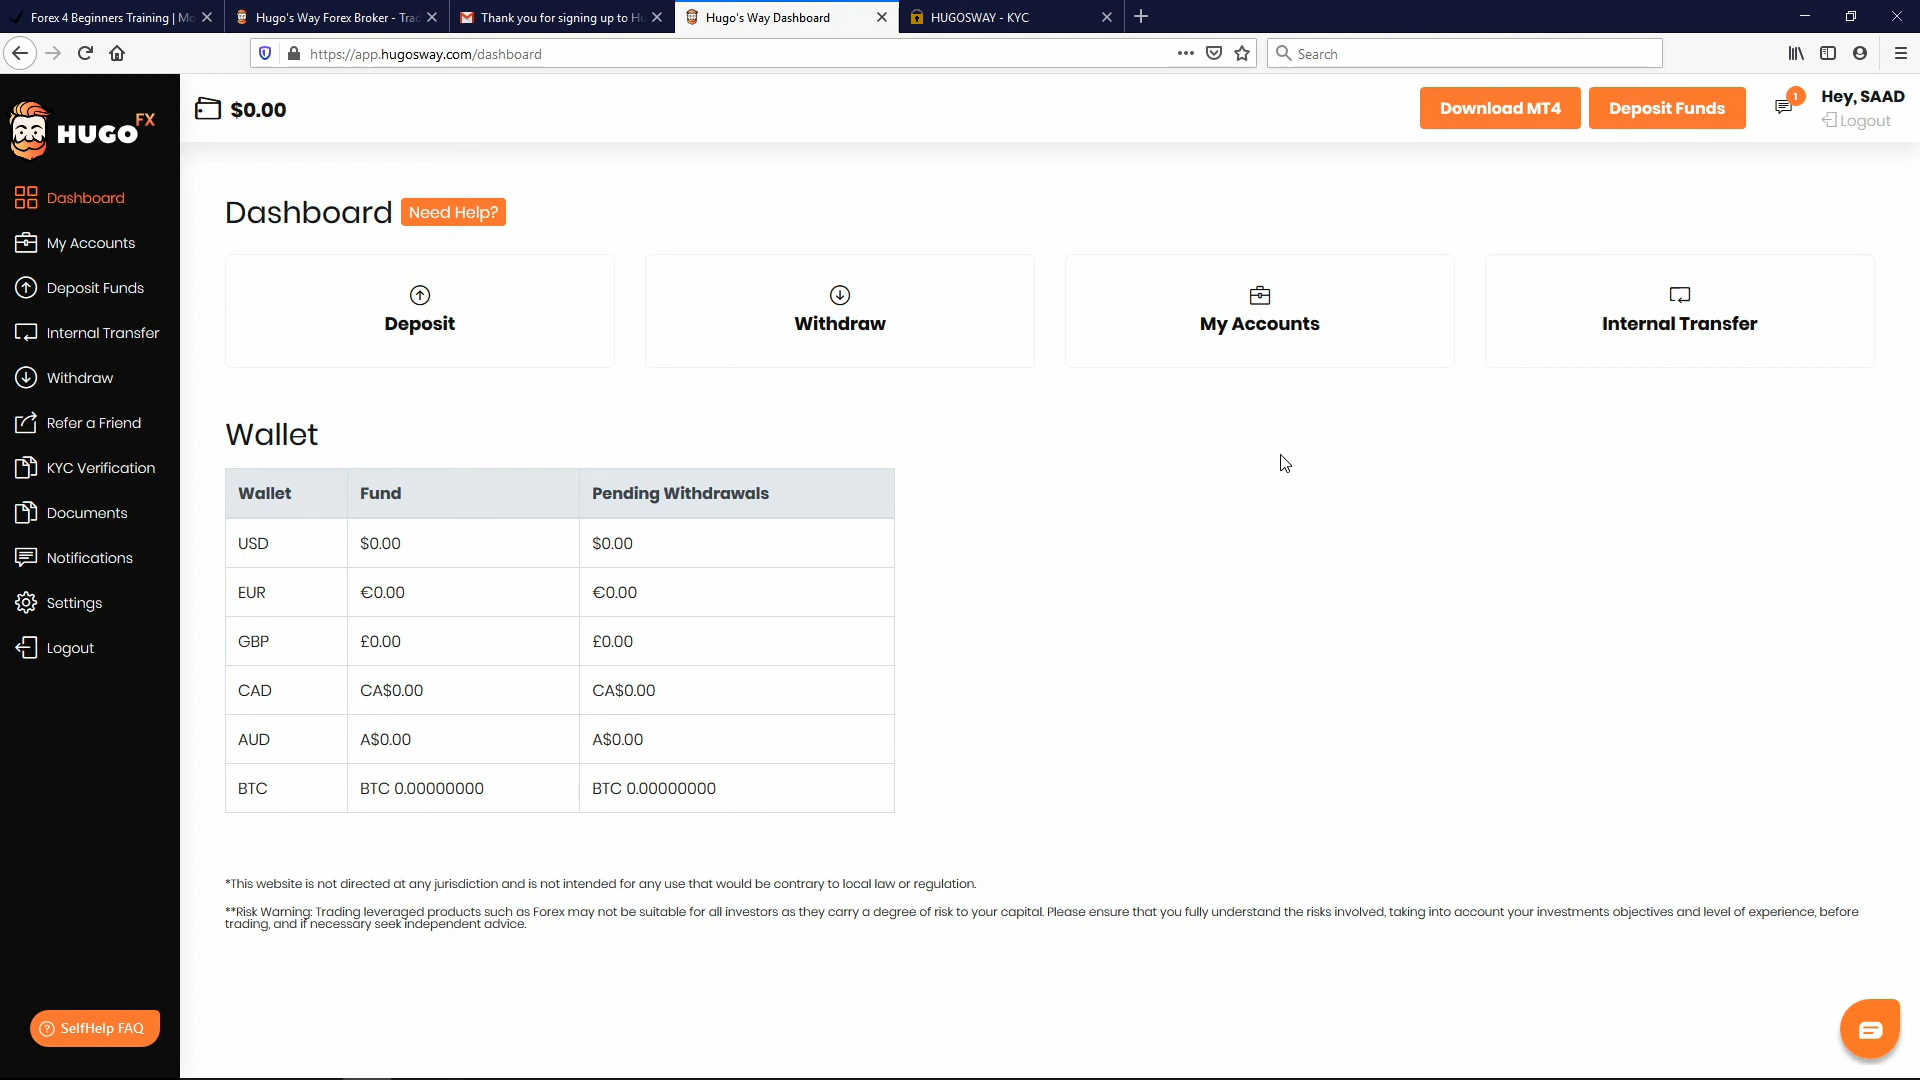 Forex 4 Beginners Training | Mo
Hugo's Way Forex Broker - Trad
Thank you for signing up to Hu
Hugo's Way Dashboard
HUGOSWAY - KYC
https://app.hugosway.com/dashboard
Search
HUGO FX
$0.00
Download MT4
Deposit Funds
1
Hey, SAAD
Logout
Dashboard
My Accounts
Deposit Funds
Internal Transfer
Withdraw
Refer a Friend
KYC Verification
Documents
Notifications
Settings
Logout
SelfHelp FAQ
Dashboard Need Help?
Deposit
Withdraw
My Accounts
Internal Transfer
Wallet
Wallet Fund Pending Withdrawals
USD $0.00 $0.00
EUR €0.00 €0.00
GBP £0.00 £0.00
CAD CA$0.00 CA$0.00
AUD A$0.00 A$0.00
BTC BTC 0.00000000 BTC 0.00000000
*This website is not directed at any jurisdiction and is not intended for any use that would be contrary to local law or regulation.
**Risk Warning: Trading leveraged products such as Forex may not be suitable for all investors as they carry a degree of risk to your capital. Please ensure that you fully understand the risks involved, taking into account your investments objectives and level of experience, before
trading, and if necessary seek independent advice.